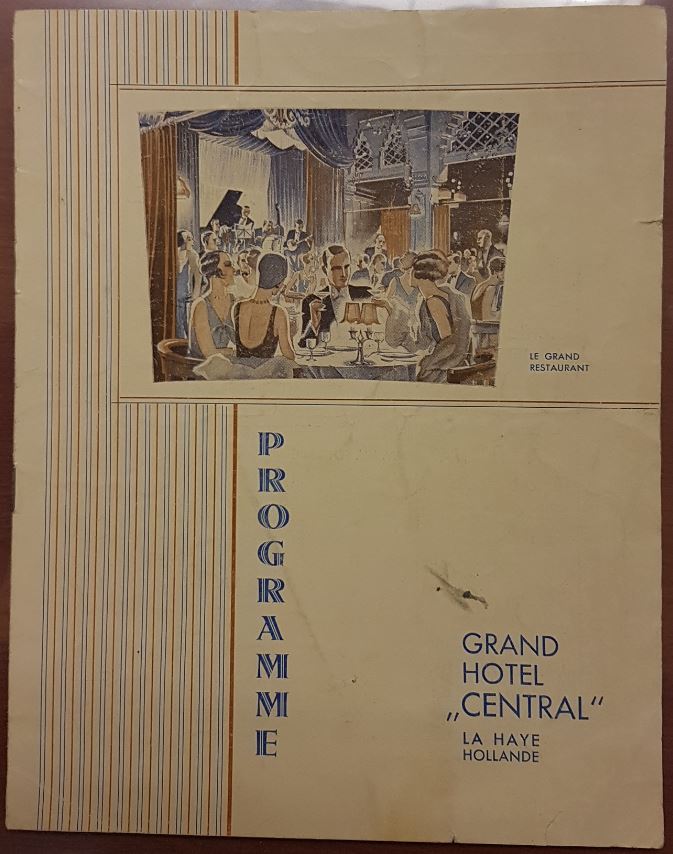 LE GRAND
RESTAURANT
PROGRAMME
GRAND
HOTEL
„CENTRAL“
LA HAYE
HOLLANDE